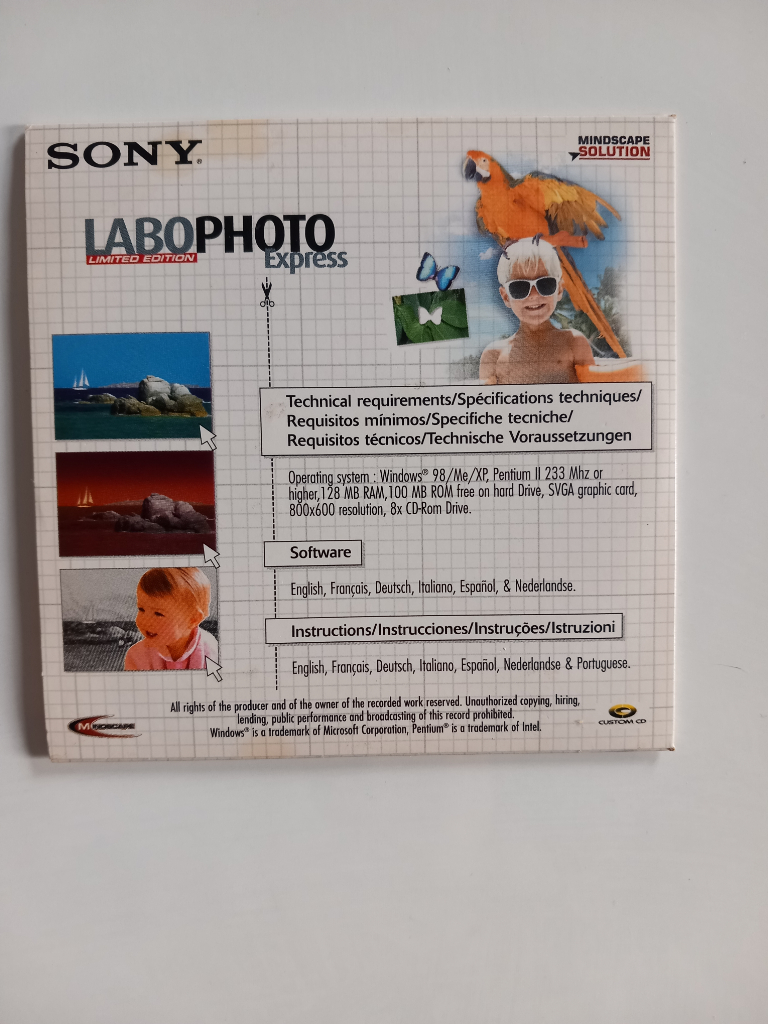 SONY
MINDSCAPE
SOLUTION
LABOPHOTO
LIMITED EDITION
Express
Technical requirements/Spécifications techniques/
Requisitos mínimos/Specifiche tecniche/
Requisitos técnicos/Technische Voraussetzungen
Operating system : Windows® 98/Me/XP, Pentium II 233 Mhz or
higher,128 MB RAM,100 MB ROM free on hard Drive, SVGA graphic card,
800x600 resolution, 8x CD-Rom Drive.
Software
English, Français, Deutsch, Italiano, Español, & Nederlandse.
Instructions/Instrucciones/Instruções/Istruzioni
English, Français, Deutsch, Italiano, Español, Nederlandse & Portuguese.
All rights of the producer and of the owner of the recorded work reserved. Unauthorized copying, hiring,
lending, public performance and broadcasting of this record prohibited.
Windows® is a trademark of Microsoft Corporation, Pentium® is a trademark of Intel.
MINDSCAPE
CUSTOM CD